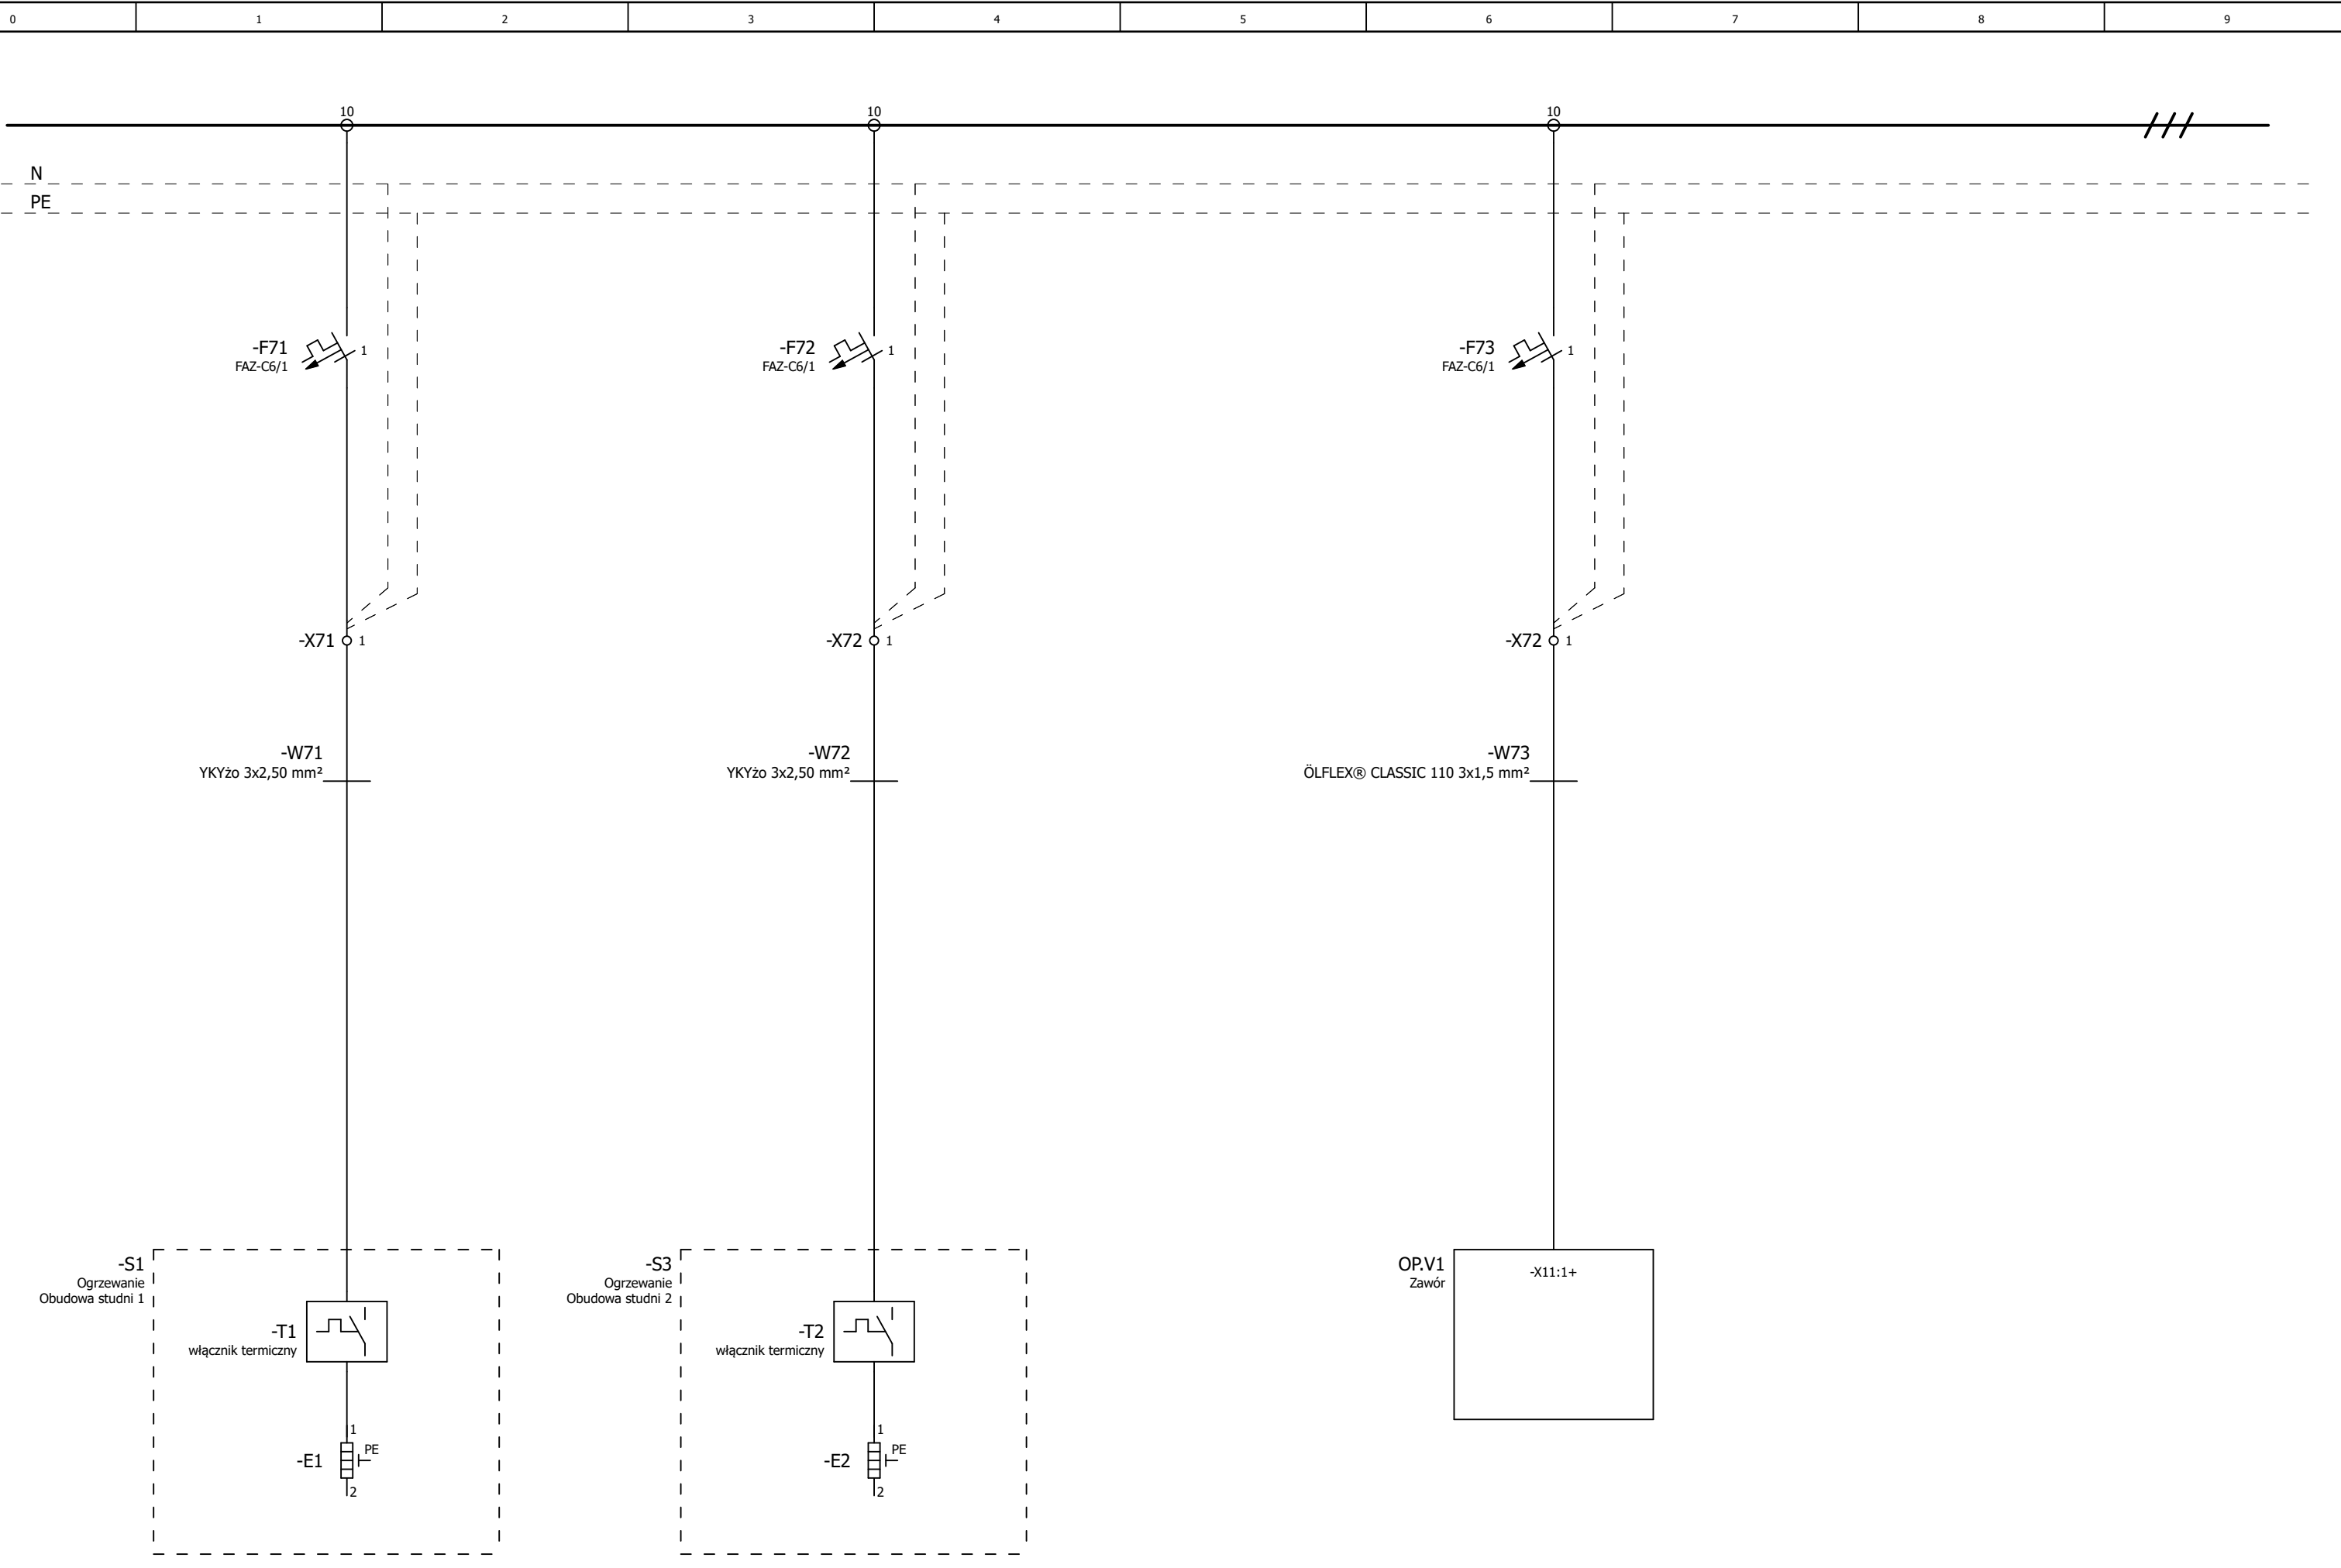 0 1 2 3 4 5 6 7 8 9
10 10 10
N
PE
-F71 1
FAZ-C6/1
-F72 1
FAZ-C6/1
-F73 1
FAZ-C6/1
-X71 1
-X72 1
-X72 1
-W71
YKYżo 3x2,50 mm²
-W72
YKYżo 3x2,50 mm²
-W73
ÖLFLEX® CLASSIC 110 3x1,5 mm²
-S1
Ogrzewanie
Obudowa studni 1
-T1
włącznik termiczny
1
-E1 PE
2
-S3
Ogrzewanie
Obudowa studni 2
-T2
włącznik termiczny
1
-E2 PE
2
OP.V1
Zawór
-X11:1+